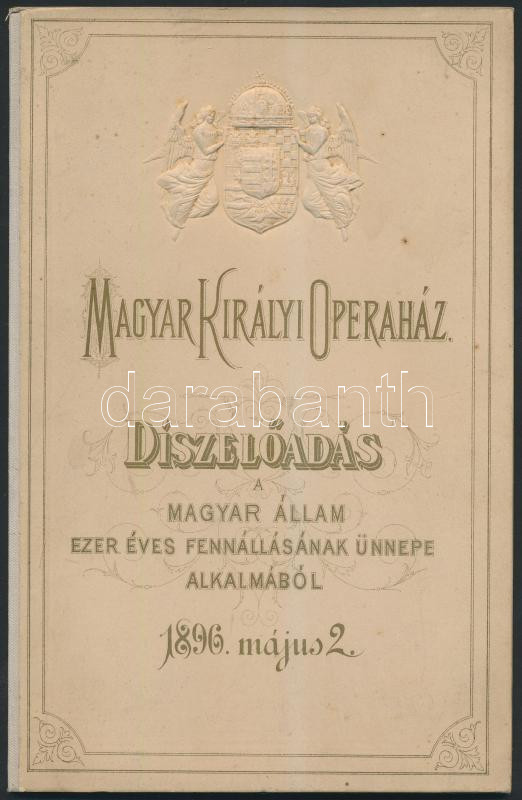 MAGYAR KIRÁLYI OPERAHÁZ.
darabanth
DÍSZELŐADÁS
A
MAGYAR ÁLLAM
EZER ÉVES FENNÁLLÁSÁNAK ÜNNEPE
ALKALMÁBÓL
1896. május 2.